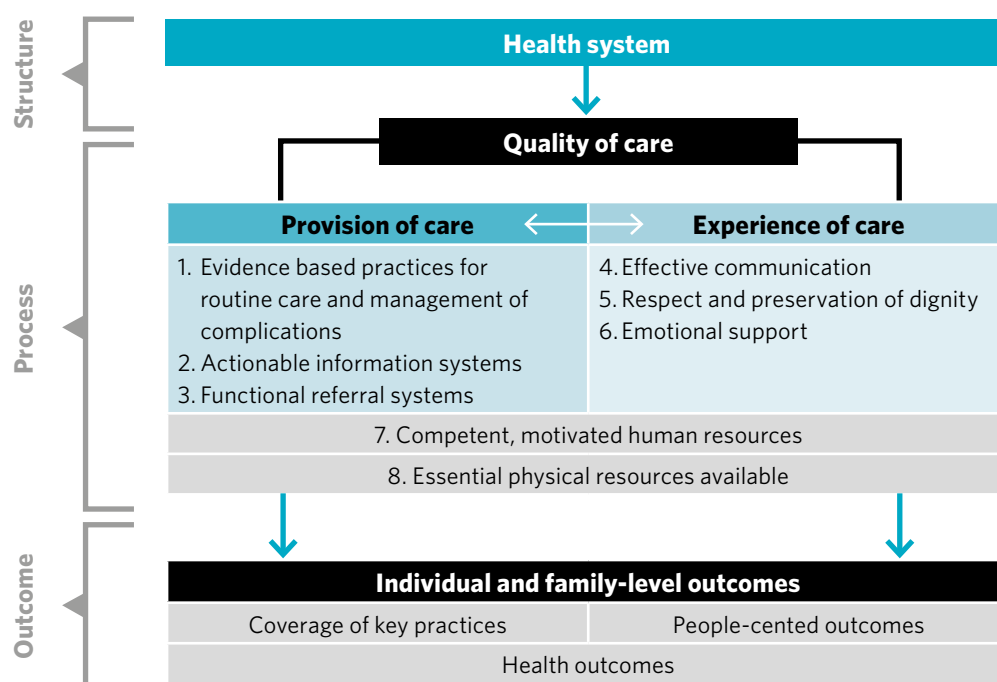 Structure
Health system
Process
Quality of care
Provision of care
Experience of care
1. Evidence based practices for
routine care and management of
complications
2. Actionable information systems
3. Functional referral systems
4. Effective communication
5. Respect and preservation of dignity
6. Emotional support
7. Competent, motivated human resources
8. Essential physical resources available
Outcome
Individual and family-level outcomes
Coverage of key practices
People-cented outcomes
Health outcomes